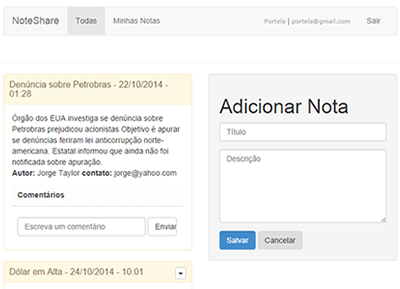 NoteShare Todas Minhas Notas Portela | portela@gmail.com Sair
Denúncia sobre Petrobras - 22/10/2014 -
01:28
Órgão dos EUA investiga se denúncia sobre
Petrobras prejudicou acionistas Objetivo é apurar
se denúncias feriram lei anticorrupção norte-
americana. Estatal informou que ainda não foi
notificada sobre apuração.
Autor: Jorge Taylor contato: jorge@yahoo.com
Comentários
Escreva um comentário Enviar
Dólar em Alta - 24/10/2014 - 10:01
Adicionar Nota
Título
Descrição
Salvar Cancelar